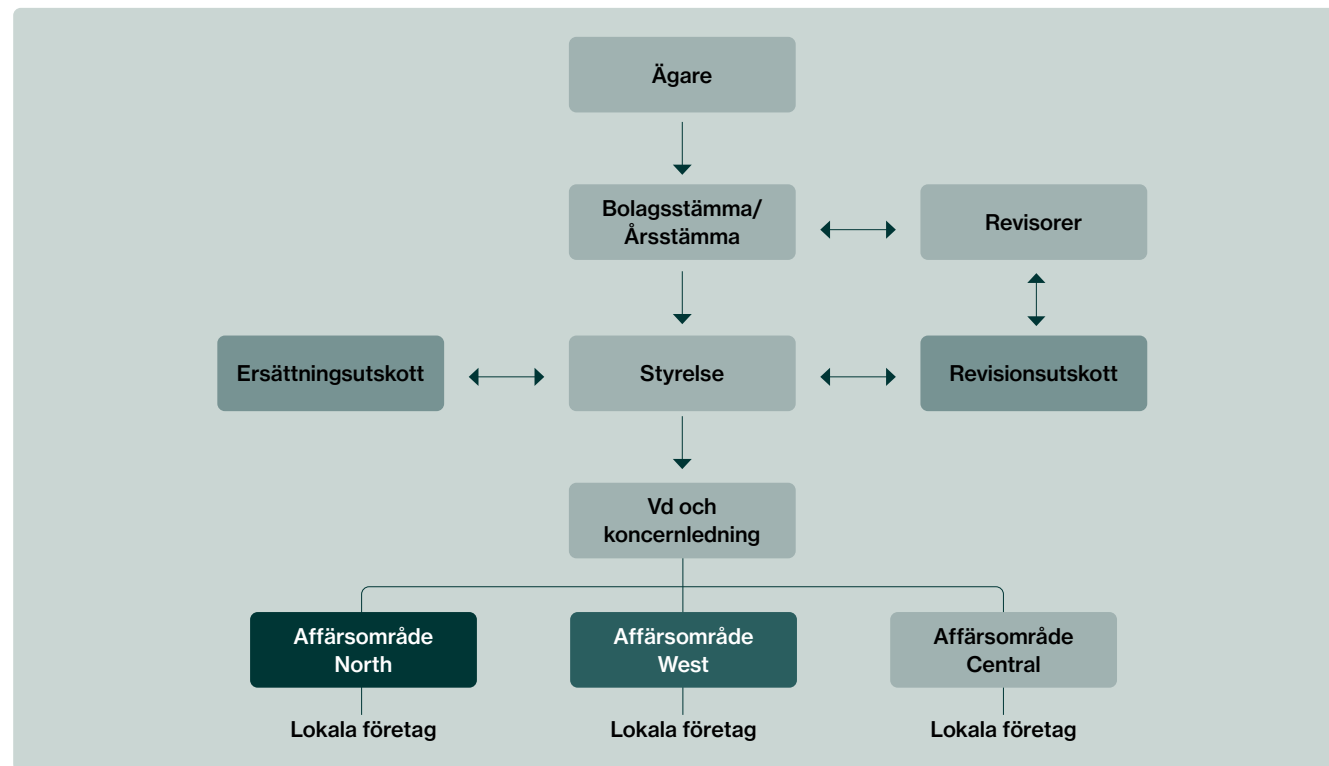 Ägare
Bolagsstämma/
Årsstämma
Revisorer
Ersättningsutskott
Styrelse
Revisionsutskott
Vd och
koncernledning
Affärsområde
North
Affärsområde
West
Affärsområde
Central
Lokala företag
Lokala företag
Lokala företag